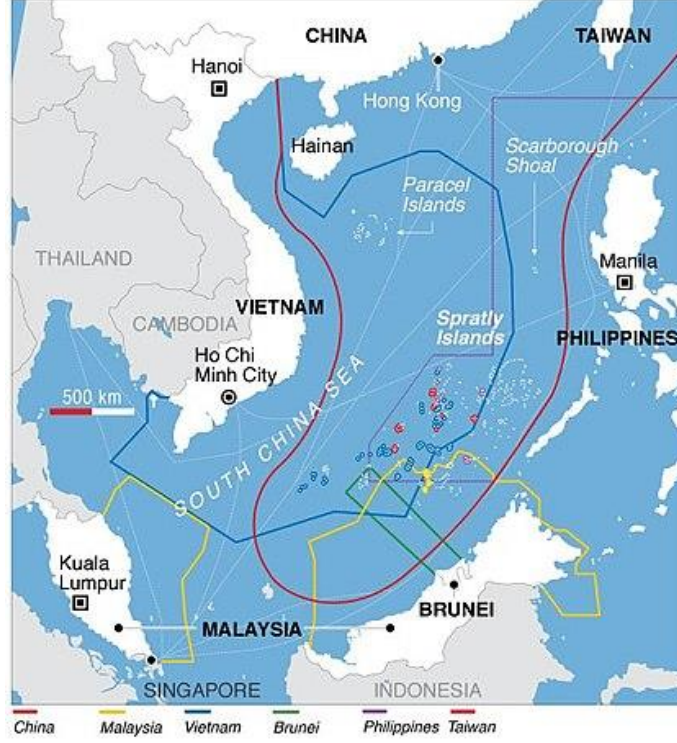 CHINA
TAIWAN
Hanoi
Hong Kong
Hainan
Scarborough
Shoal
Paracel
Islands
THAILAND
Manila
VIETNAM
CAMBODIA
Spratly
Islands
PHILIPPINES
Ho Chi
Minh City
500 km
SOUTH CHINA SEA
Kuala
Lumpur
MALAYSIA
BRUNEI
SINGAPORE
INDONESIA
China Malaysia Vietnam Brunei Philippines Taiwan